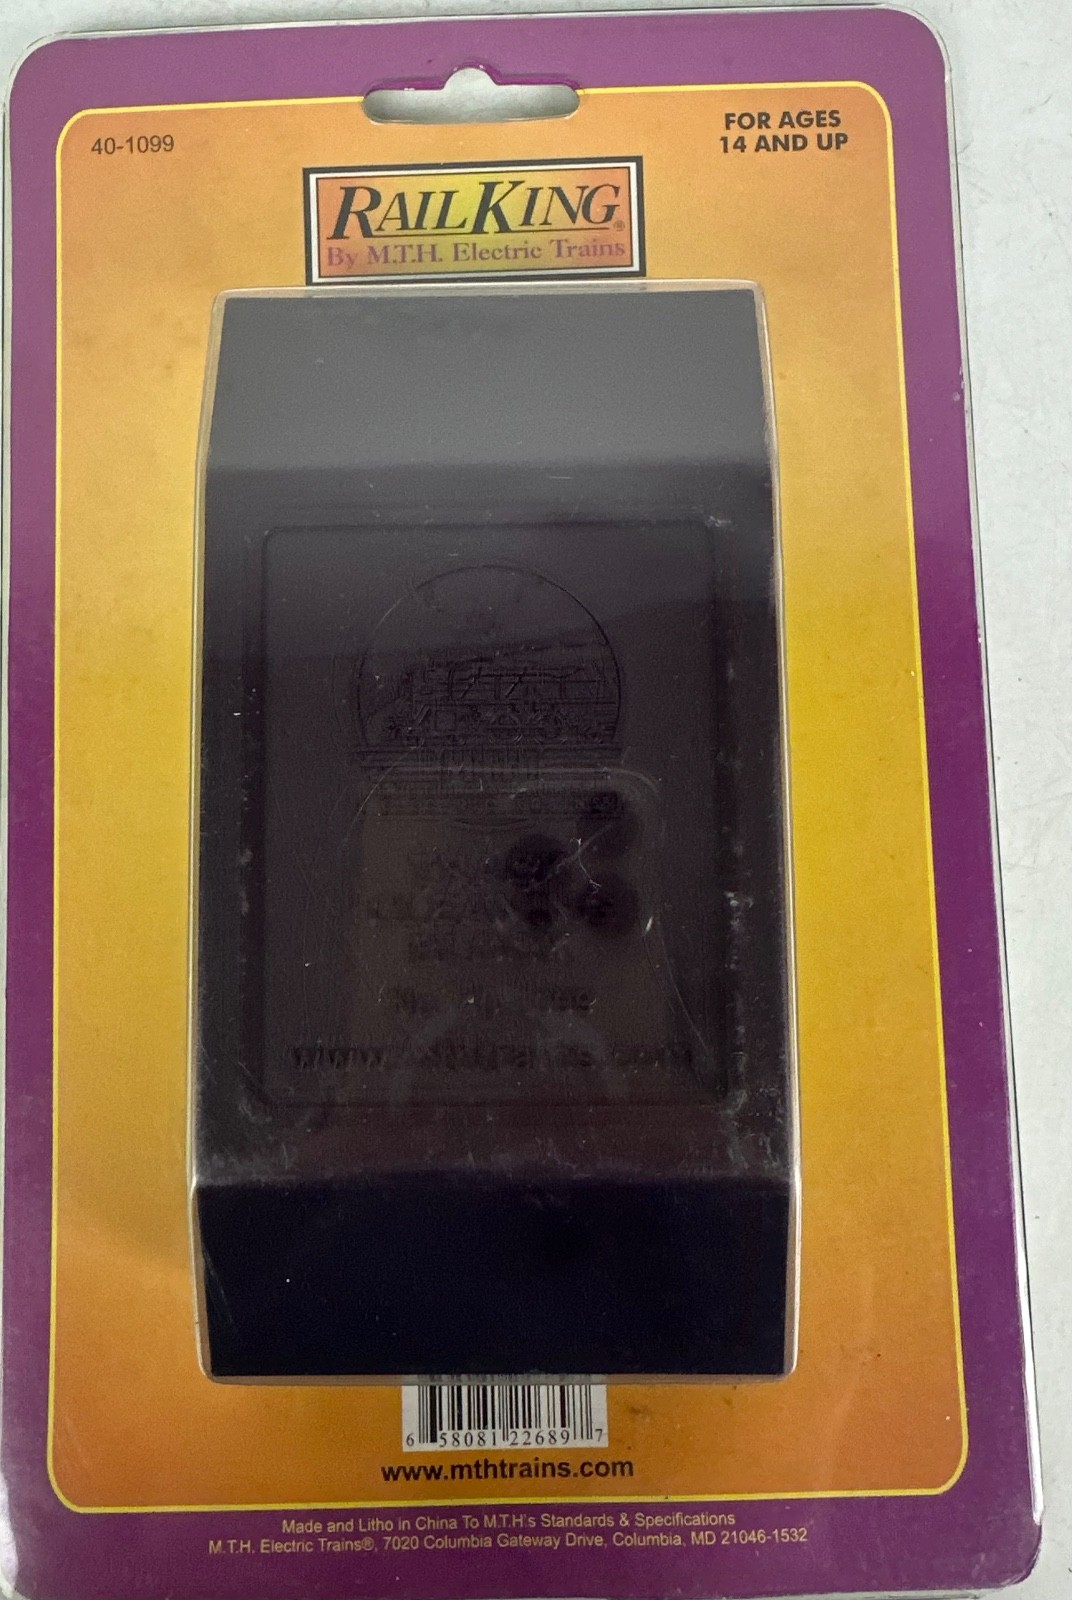 40-1099
FOR AGES
14 AND UP
RAILKING®
By M.T.H. Electric Trains
6 58081 22689 7
www.mthtrains.com
Made and Litho in China To M.T.H's Standards & Specifications
M.T.H. Electric Trains®, 7020 Columbia Gateway Drive, Columbia, MD 21046-1532